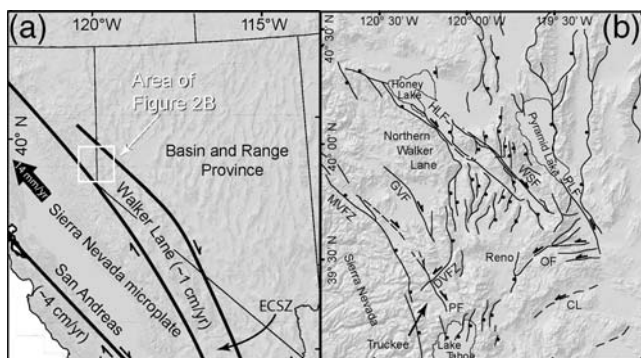 (a)
120°W
115°W
Area of
Figure 2B
40° N
Basin and Range
Province
14 mm/yr
Walker Lane (~1 cm/yr)
Sierra Nevada microplate
San Andreas
(~4 cm/yr)
ECSZ
120° 30' W
120° 00' W
119° 30' W
(b)
40° 30' N
Honey
Lake
HLF
Pyramid Lake
Northern
Walker
Lane
40° 00' N
WSF
PLF
GVF
MVFZ
39° 30' N
Reno
OF
DVFZ
Sierra Nevada
PF
CL
Truckee
Lake
Tahoe